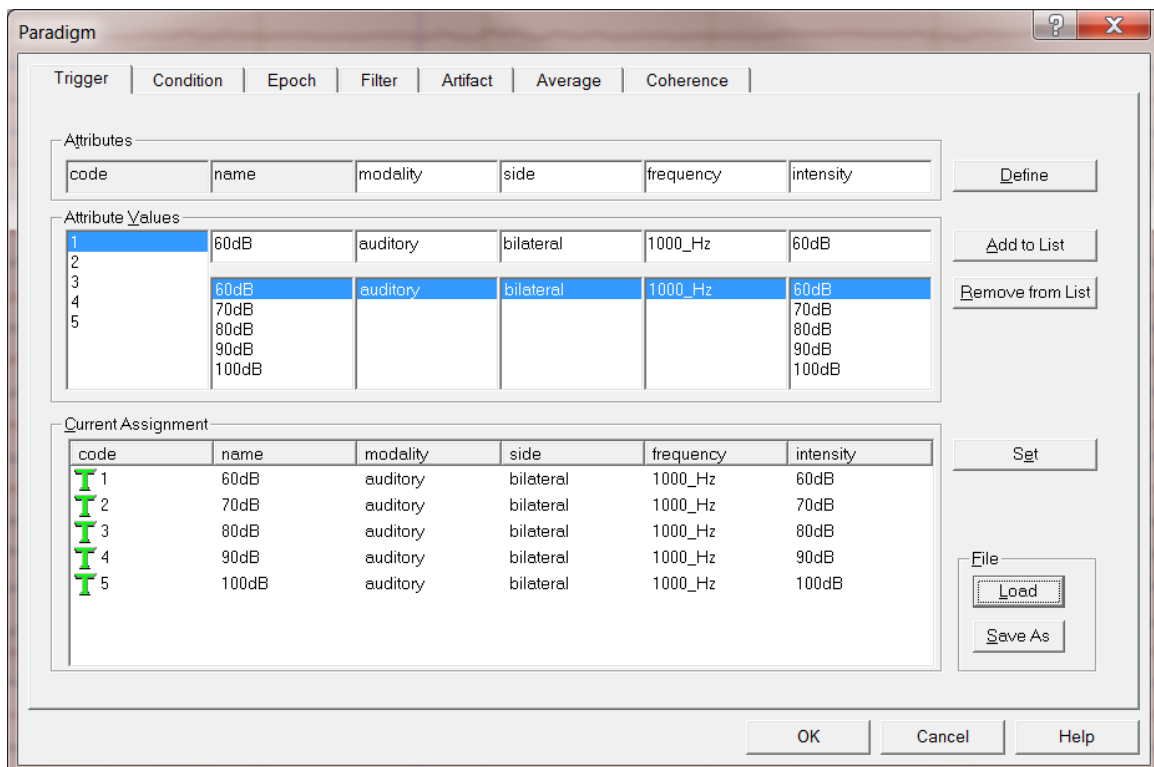 Paradigm
Trigger Condition Epoch Filter Artifact Average Coherence
Attributes
code name modality side frequency intensity Define
Attribute Values
1 60dB auditory bilateral 1000_Hz 60dB Add to List
2
3 60dB auditory bilateral 1000_Hz 60dB Remove from List
4 70dB 70dB
5 80dB 80dB
90dB 90dB
100dB 100dB
Current Assignment
code name modality side frequency intensity Set
1 60dB auditory bilateral 1000_Hz 60dB
2 70dB auditory bilateral 1000_Hz 70dB
3 80dB auditory bilateral 1000_Hz 80dB
4 90dB auditory bilateral 1000_Hz 90dB
File
5 100dB auditory bilateral 1000_Hz 100dB
Load
Save As
OK Cancel Help